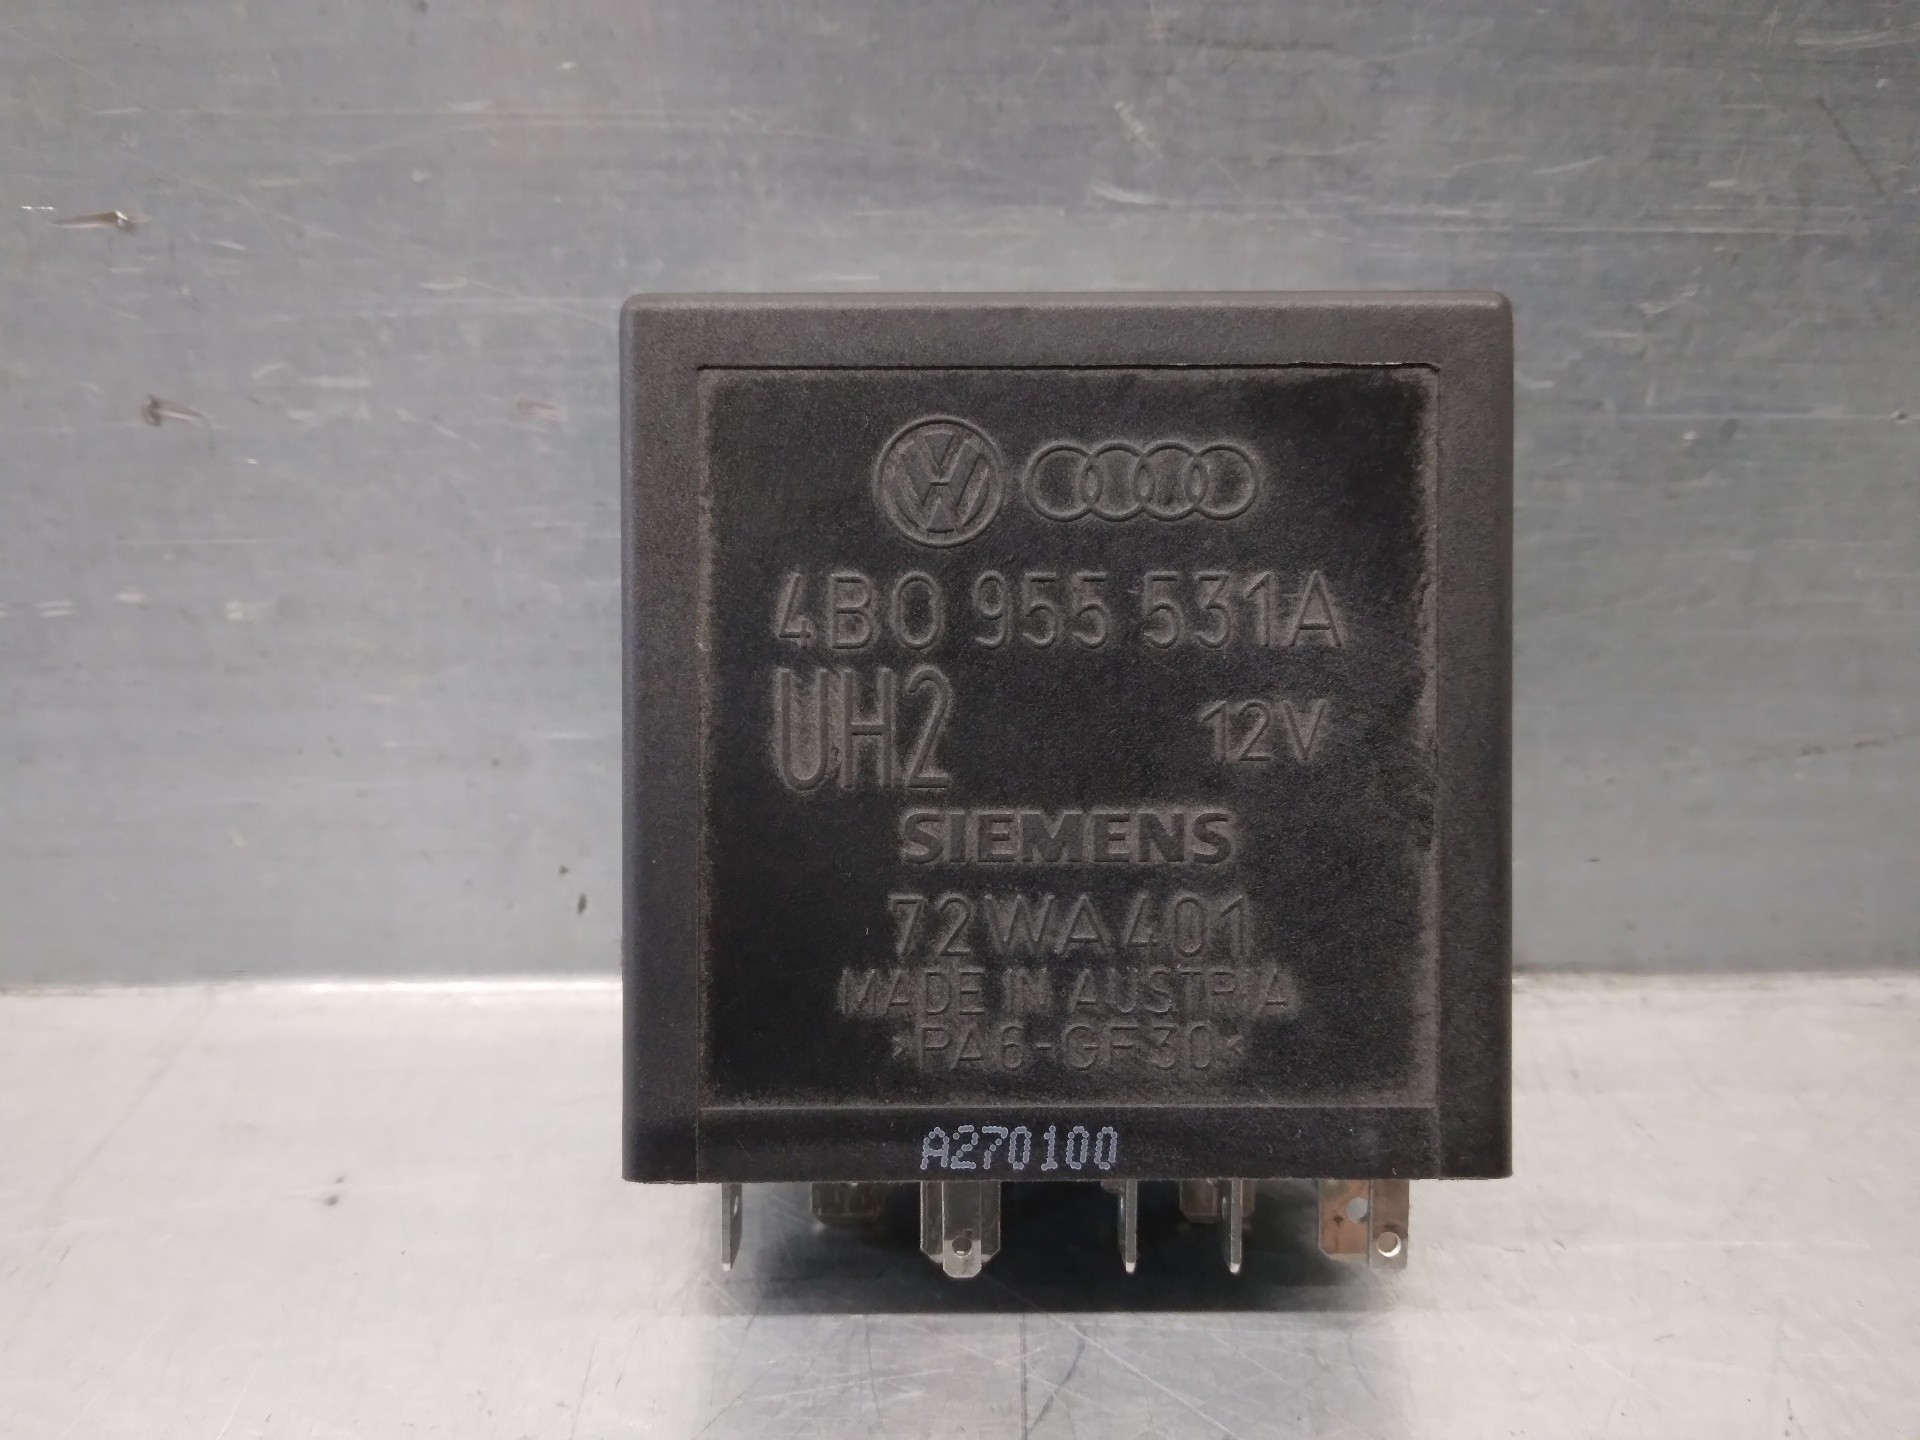 4B0 955 531A
UH2 12V
SIEMENS
72WA401
MADE IN AUSTRIA
>PA6-GF30<
A270100